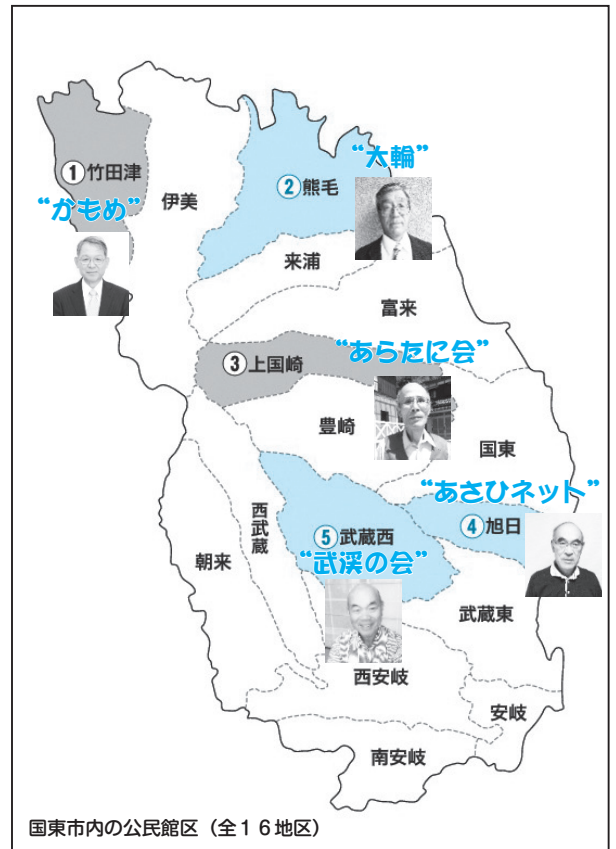 “大輪”
①竹田津
②熊毛
伊美
“かもめ”
来浦
富来
③上国崎
“あらたに会”
豊崎
国東
“あさひネット”
西武蔵
④旭日
⑤武蔵西
朝来
“武渓の会”
武蔵東
西安岐
安岐
南安岐
国東市内の公民館区（全１６地区）